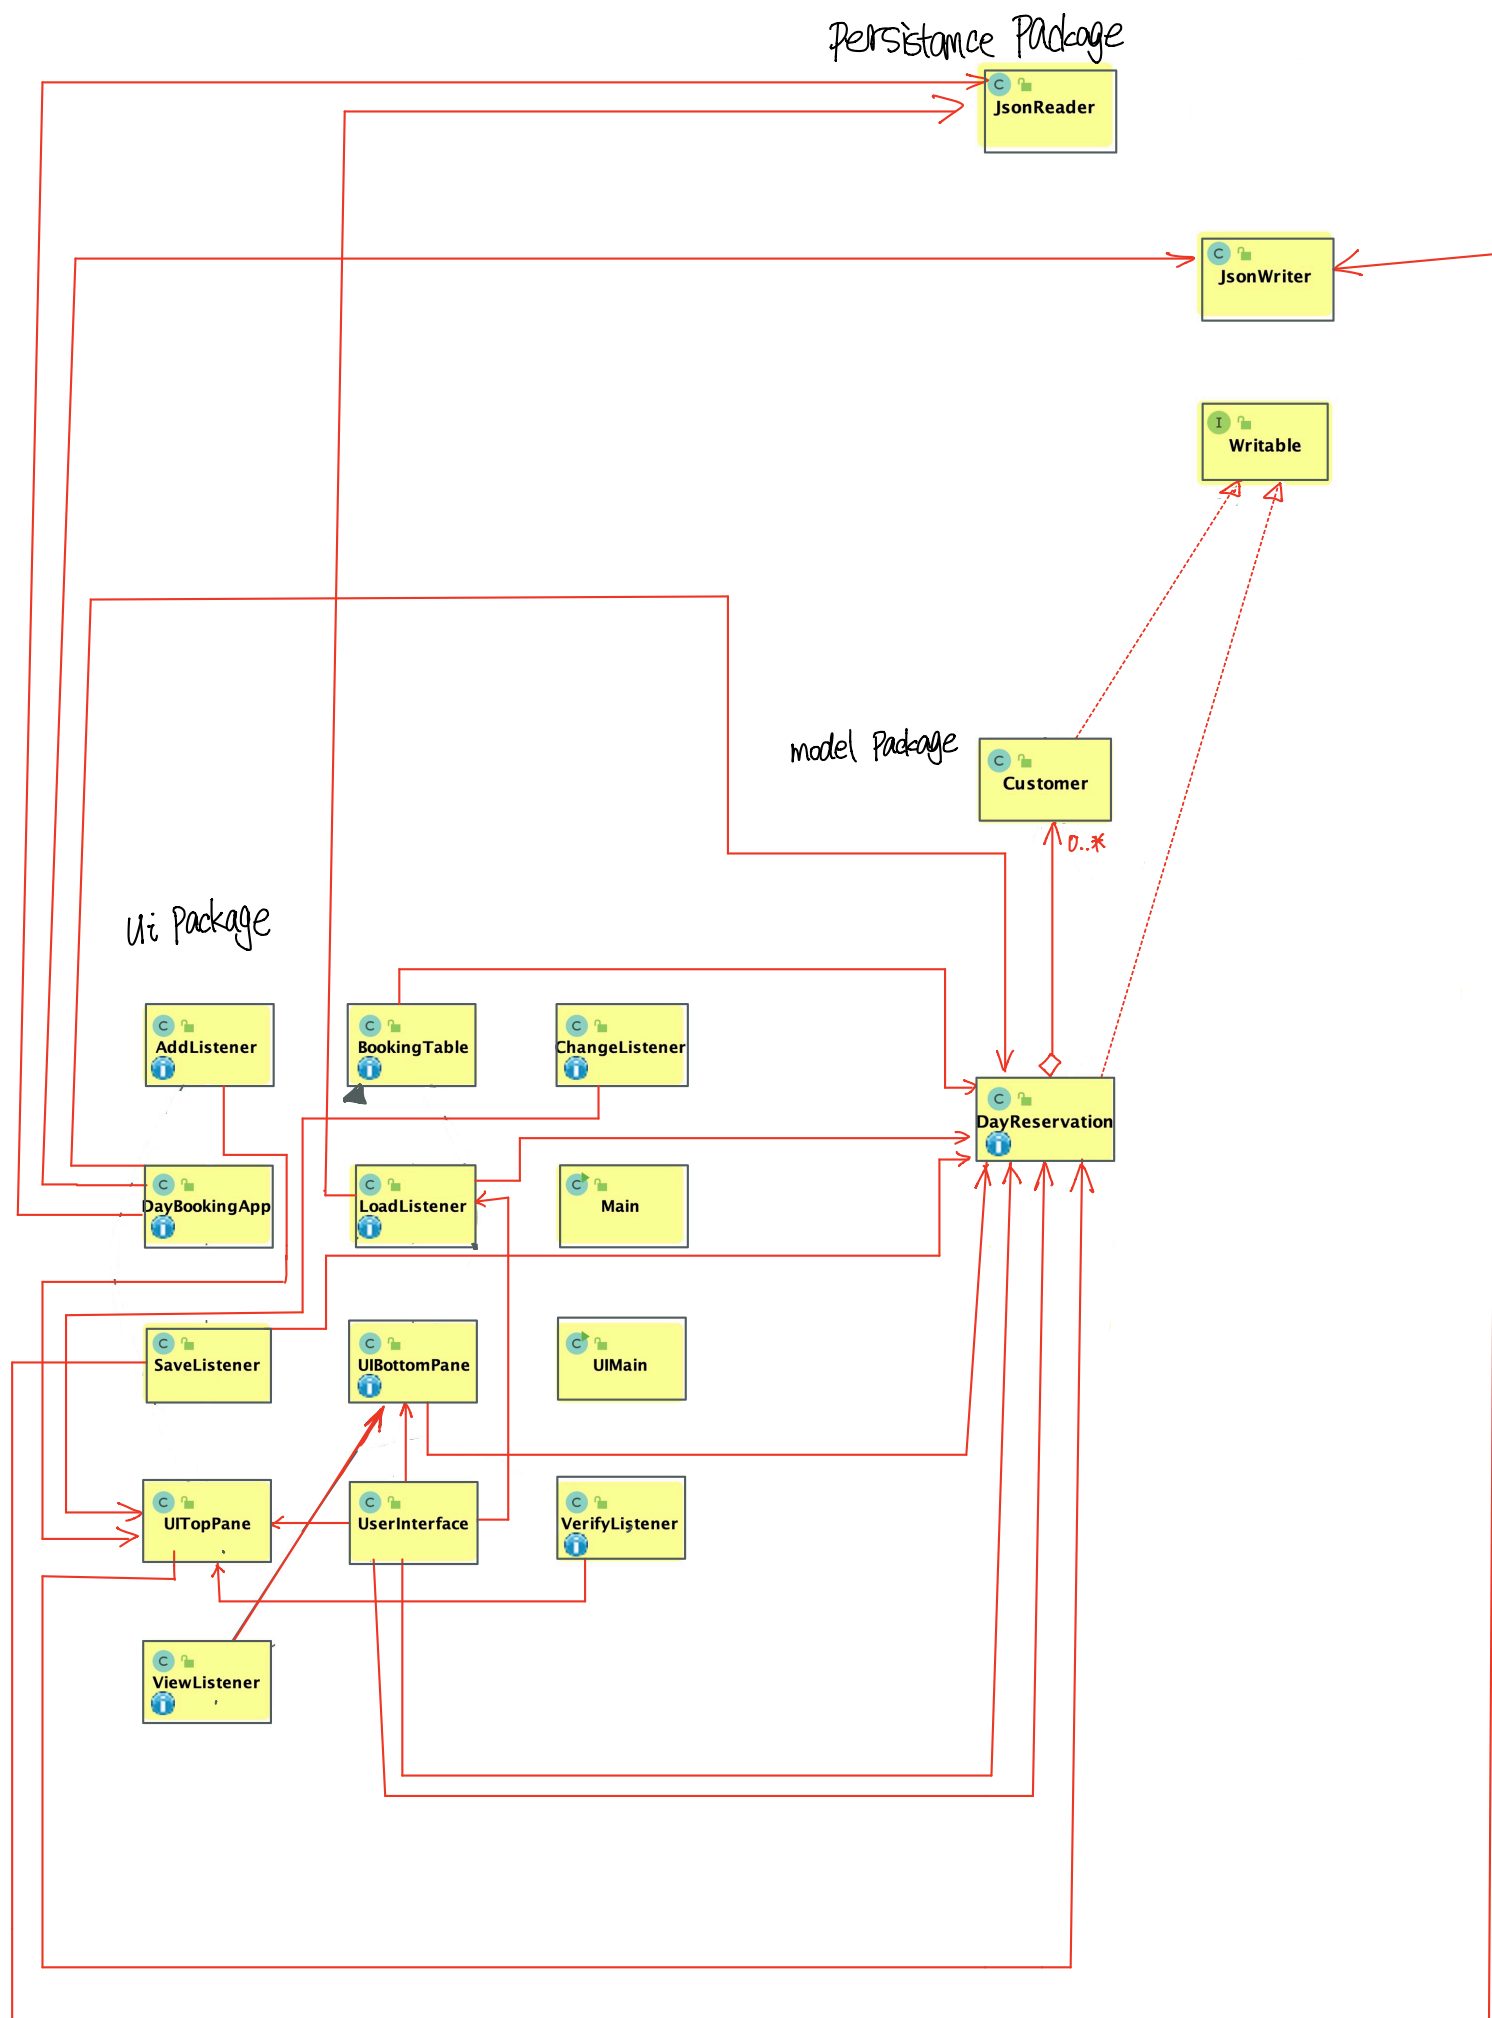 Persistance Package
C
JsonReader
C
JsonWriter
I
Writable
model Package
C
Customer
0..*
Ui Package
C
AddListener
i
C
BookingTable
i
C
ChangeListener
i
C
DayReservation
i
C
DayBookingApp
i
C
LoadListener
i
C
Main
C
SaveListener
C
UIBottomPane
i
C
UIMain
C
UITopPane
C
UserInterface
C
VerifyListener
i
C
ViewListener
i